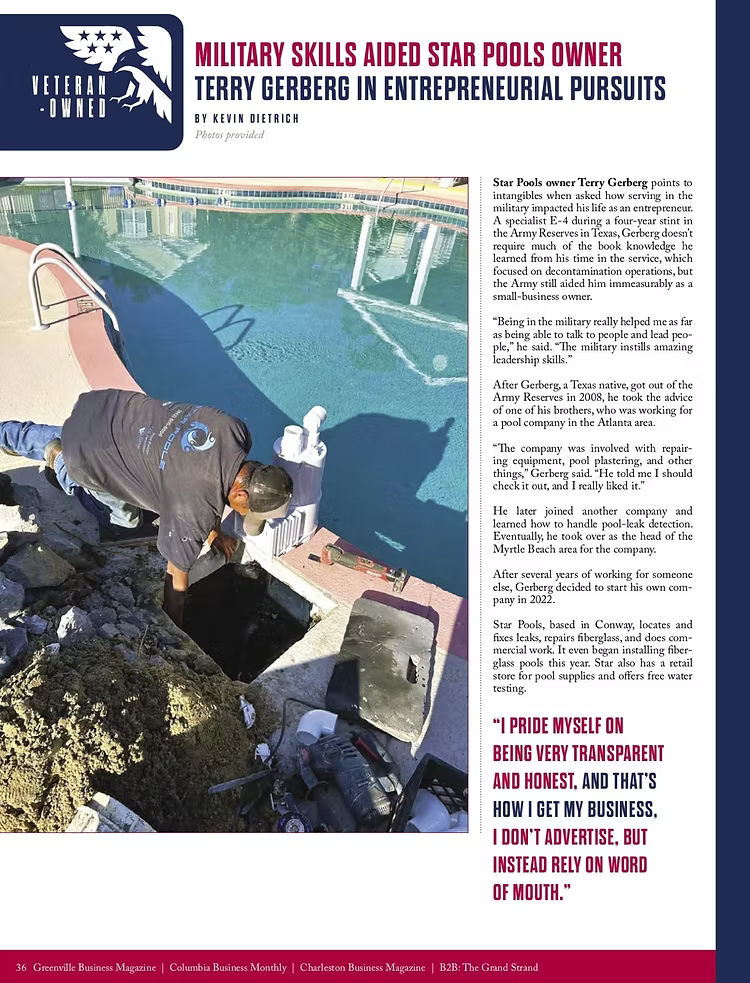 VETERAN
-OWNED
MILITARY SKILLS AIDED STAR POOLS OWNER
TERRY GERBERG IN ENTREPRENEURIAL PURSUITS
BY KEVIN DIETRICH
Photos provided
Star Pools owner Terry Gerberg points to
intangibles when asked how serving in the
military impacted his life as an entrepreneur.
A specialist E-4 during a four-year stint in
the Army Reserves in Texas, Gerberg doesn’t
require much of the book knowledge he
learned from his time in the service, which
focused on decontamination operations, but
the Army still aided him immeasurably as a
small-business owner.
“Being in the military really helped me as far
as being able to talk to people and lead peo-
ple,” he said. “The military instills amazing
leadership skills.”
After Gerberg, a Texas native, got out of the
Army Reserves in 2008, he took the advice
of one of his brothers, who was working for
a pool company in the Atlanta area.
“The company was involved with repair-
ing equipment, pool plastering, and other
things,” Gerberg said. “He told me I should
check it out, and I really liked it.”
He later joined another company and
learned how to handle pool-leak detection.
Eventually, he took over as the head of the
Myrtle Beach area for the company.
After several years of working for someone
else, Gerberg decided to start his own com-
pany in 2022.
Star Pools, based in Conway, locates and
fixes leaks, repairs fiberglass, and does com-
mercial work. It even began installing fiber-
glass pools this year. Star also has a retail
store for pool supplies and offers free water
testing.
“I PRIDE MYSELF ON
BEING VERY TRANSPARENT
AND HONEST, AND THAT’S
HOW I GET MY BUSINESS,
I DON’T ADVERTISE, BUT
INSTEAD RELY ON WORD
OF MOUTH.”
36 Greenville Business Magazine | Columbia Business Monthly | Charleston Business Magazine | B2B: The Grand Strand